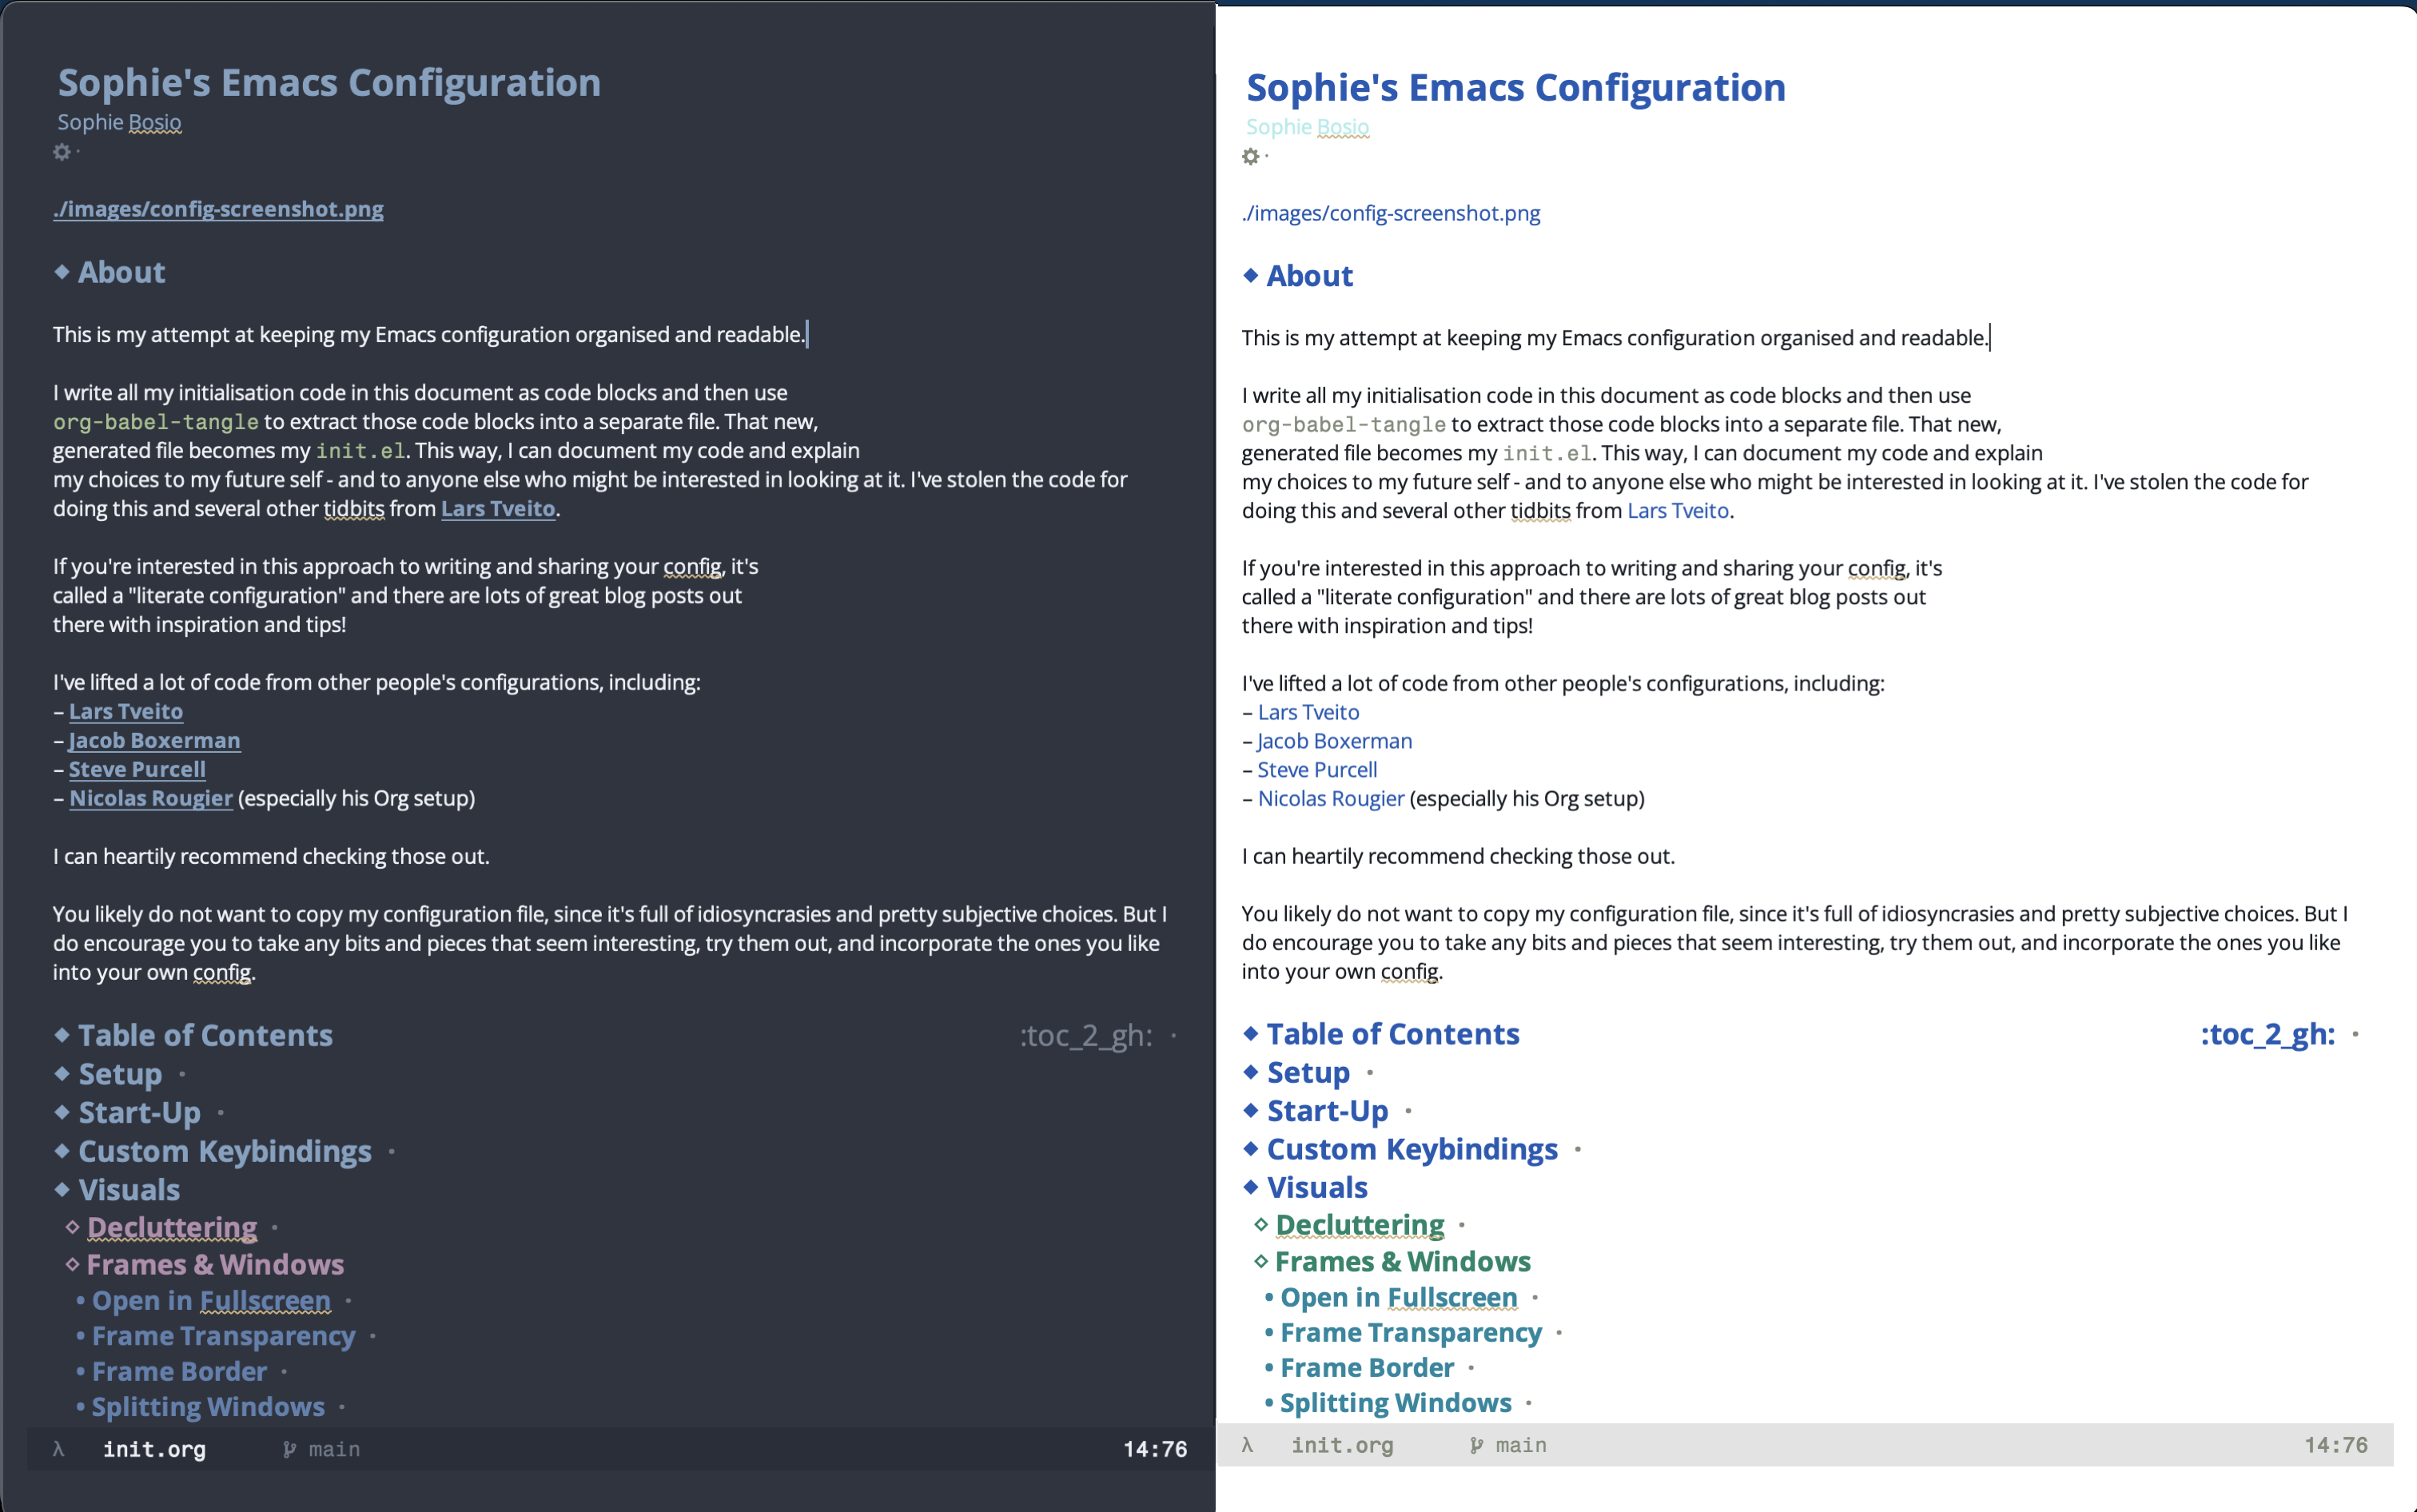 Sophie's Emacs Configuration
Sophie Bosio
./images/config-screenshot.png
◆ About
This is my attempt at keeping my Emacs configuration organised and readable.
I write all my initialisation code in this document as code blocks and then use
org-babel-tangle to extract those code blocks into a separate file. That new,
generated file becomes my init.el. This way, I can document my code and explain
my choices to my future self - and to anyone else who might be interested in looking at it. I've stolen the code for
doing this and several other tidbits from Lars Tveito.
If you're interested in this approach to writing and sharing your config, it's
called a "literate configuration" and there are lots of great blog posts out
there with inspiration and tips!
I've lifted a lot of code from other people's configurations, including:
– Lars Tveito
– Jacob Boxerman
– Steve Purcell
– Nicolas Rougier (especially his Org setup)
I can heartily recommend checking those out.
You likely do not want to copy my configuration file, since it's full of idiosyncrasies and pretty subjective choices. But I
do encourage you to take any bits and pieces that seem interesting, try them out, and incorporate the ones you like
into your own config.
◆ Table of Contents :toc_2_gh: ·
◆ Setup ·
◆ Start-Up ·
◆ Custom Keybindings ·
◆ Visuals
◇ Decluttering ·
◇ Frames & Windows
• Open in Fullscreen ·
• Frame Transparency ·
• Frame Border ·
• Splitting Windows ·
λ init.org main 14:76
Sophie's Emacs Configuration
Sophie Bosio
./images/config-screenshot.png
◆ About
This is my attempt at keeping my Emacs configuration organised and readable.
I write all my initialisation code in this document as code blocks and then use
org-babel-tangle to extract those code blocks into a separate file. That new,
generated file becomes my init.el. This way, I can document my code and explain
my choices to my future self - and to anyone else who might be interested in looking at it. I've stolen the code for
doing this and several other tidbits from Lars Tveito.
If you're interested in this approach to writing and sharing your config, it's
called a "literate configuration" and there are lots of great blog posts out
there with inspiration and tips!
I've lifted a lot of code from other people's configurations, including:
– Lars Tveito
– Jacob Boxerman
– Steve Purcell
– Nicolas Rougier (especially his Org setup)
I can heartily recommend checking those out.
You likely do not want to copy my configuration file, since it's full of idiosyncrasies and pretty subjective choices. But I
do encourage you to take any bits and pieces that seem interesting, try them out, and incorporate the ones you like
into your own config.
◆ Table of Contents :toc_2_gh: ·
◆ Setup ·
◆ Start-Up ·
◆ Custom Keybindings ·
◆ Visuals
◇ Decluttering ·
◇ Frames & Windows
• Open in Fullscreen ·
• Frame Transparency ·
• Frame Border ·
• Splitting Windows ·
λ init.org main 14:76